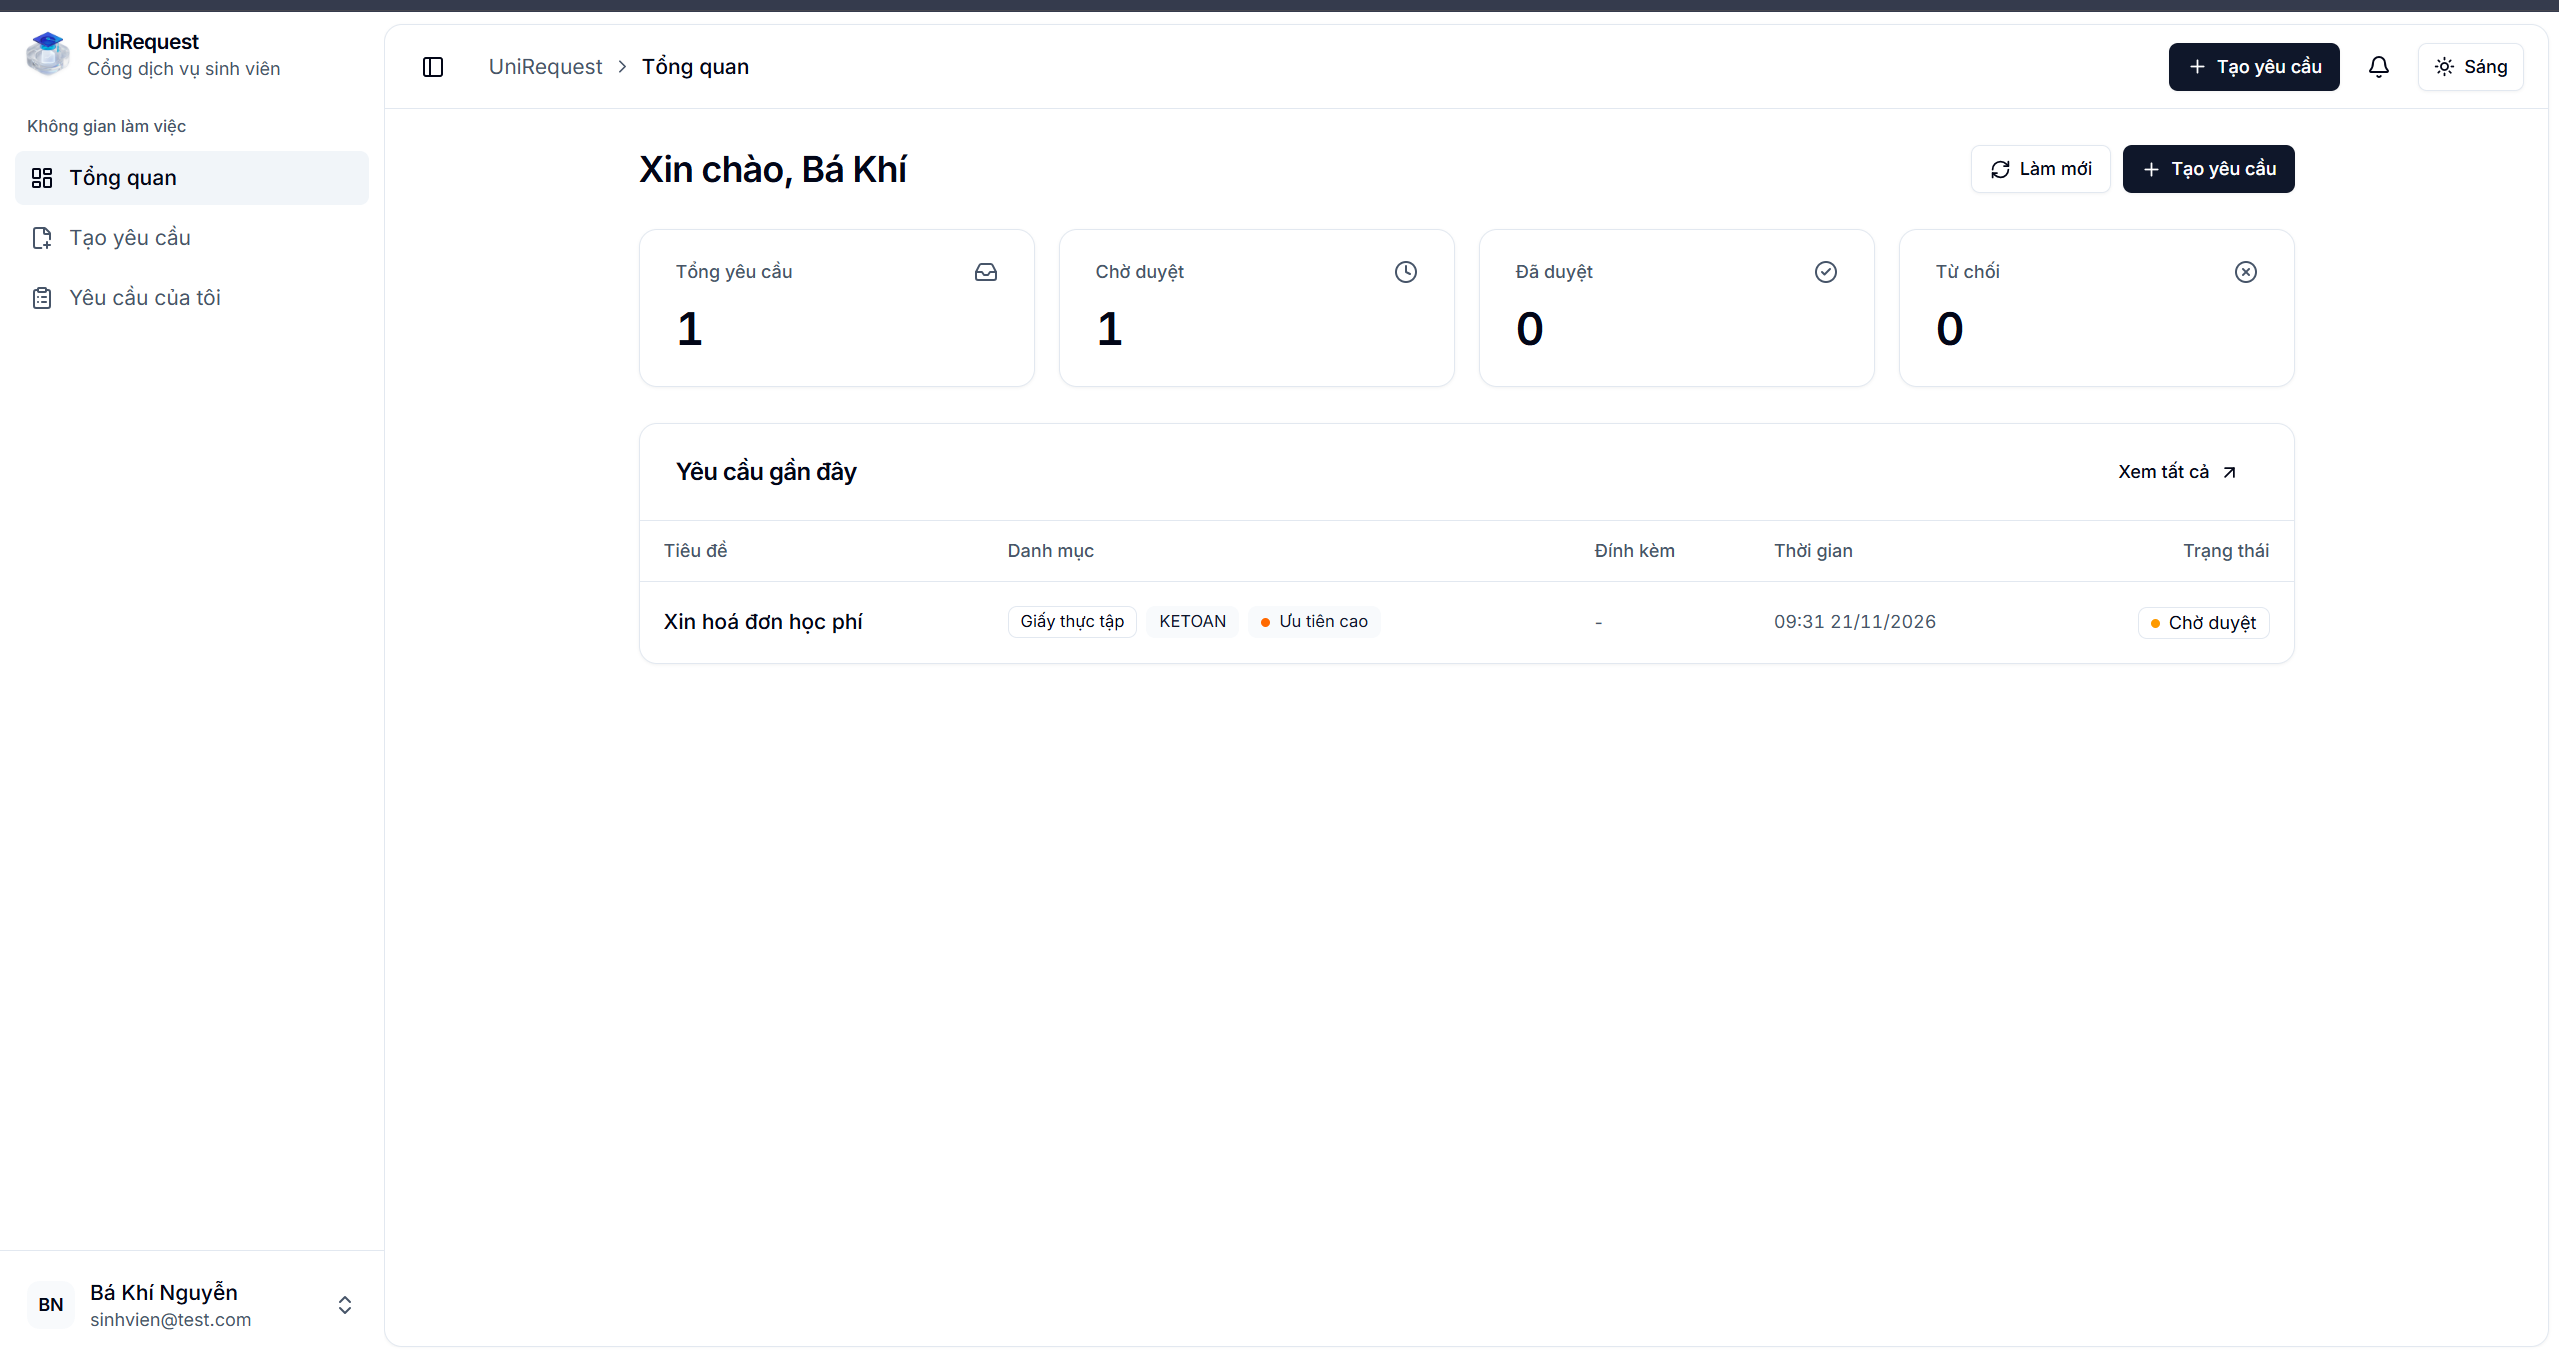 UniRequest
Cổng dịch vụ sinh viên
Không gian làm việc
Tổng quan
Tạo yêu cầu
Yêu cầu của tôi
BN
Bá Khí Nguyễn
sinhvien@test.com
UniRequest > Tổng quan
+ Tạo yêu cầu
Sáng
Xin chào, Bá Khí
Làm mới
+ Tạo yêu cầu
Tổng yêu cầu
1
Chờ duyệt
1
Đã duyệt
0
Từ chối
0
Yêu cầu gần đây
Xem tất cả
Tiêu đề Danh mục Đính kèm Thời gian Trạng thái
Xin hoá đơn học phí Giấy thực tập KETOAN Ưu tiên cao - 09:31 21/11/2026 Chờ duyệt